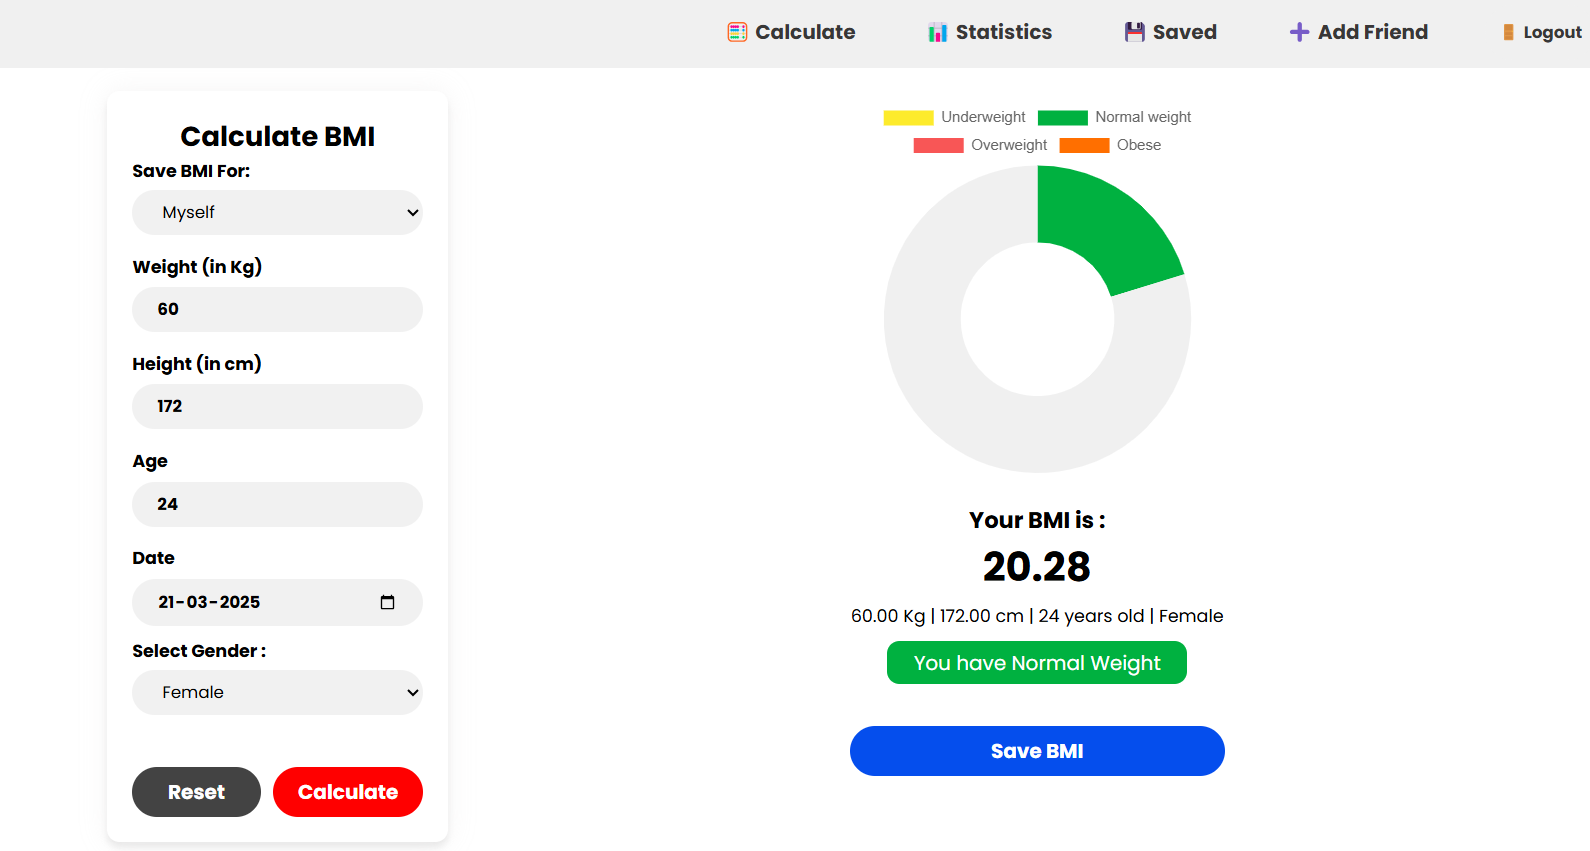 Calculate Statistics Saved Add Friend Logout
Calculate BMI
Save BMI For:
Myself
Weight (in Kg)
60
Height (in cm)
172
Age
24
Date
21-03-2025
Select Gender :
Female
Reset Calculate
Underweight Normal weight
Overweight Obese
Your BMI is :
20.28
60.00 Kg | 172.00 cm | 24 years old | Female
You have Normal Weight
Save BMI